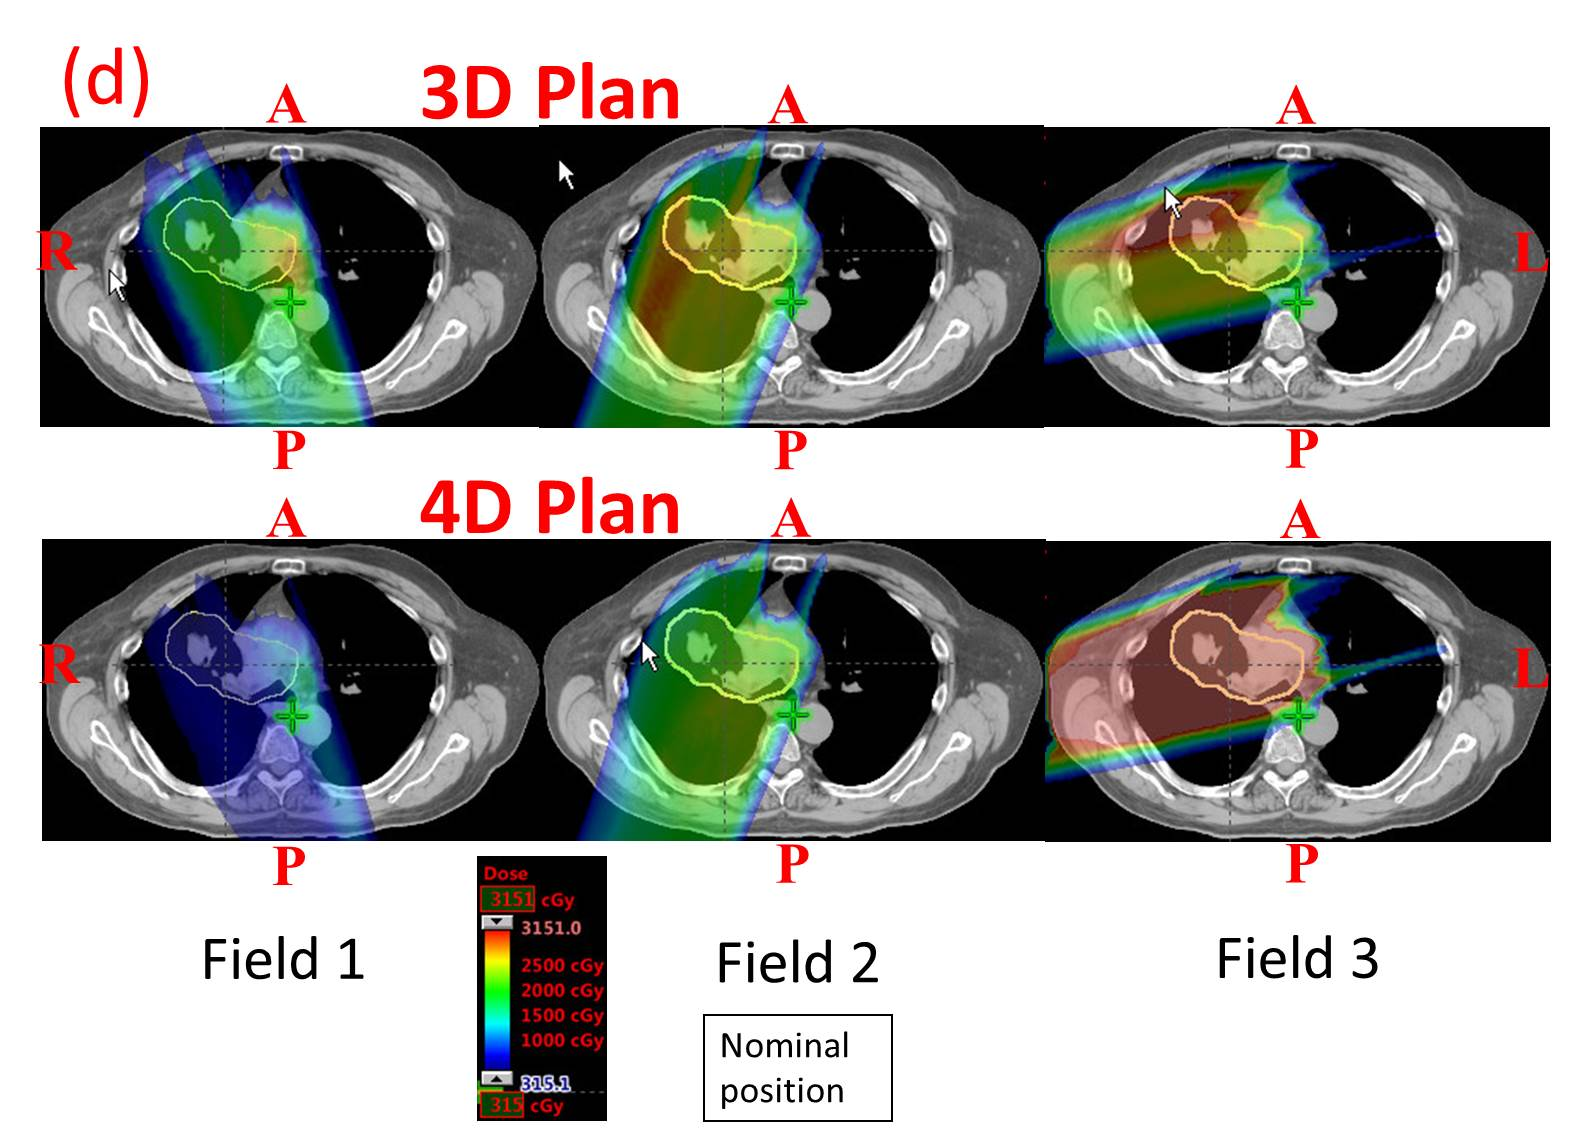 (d)
3D Plan
A A A
R L
P P P
4D Plan
A A A
R L
P P P
Dose
3151 cGy
3151.0
2500 cGy
2000 cGy
1500 cGy
1000 cGy
315.1
315 cGy
Field 1
Field 2
Field 3
Nominal
position